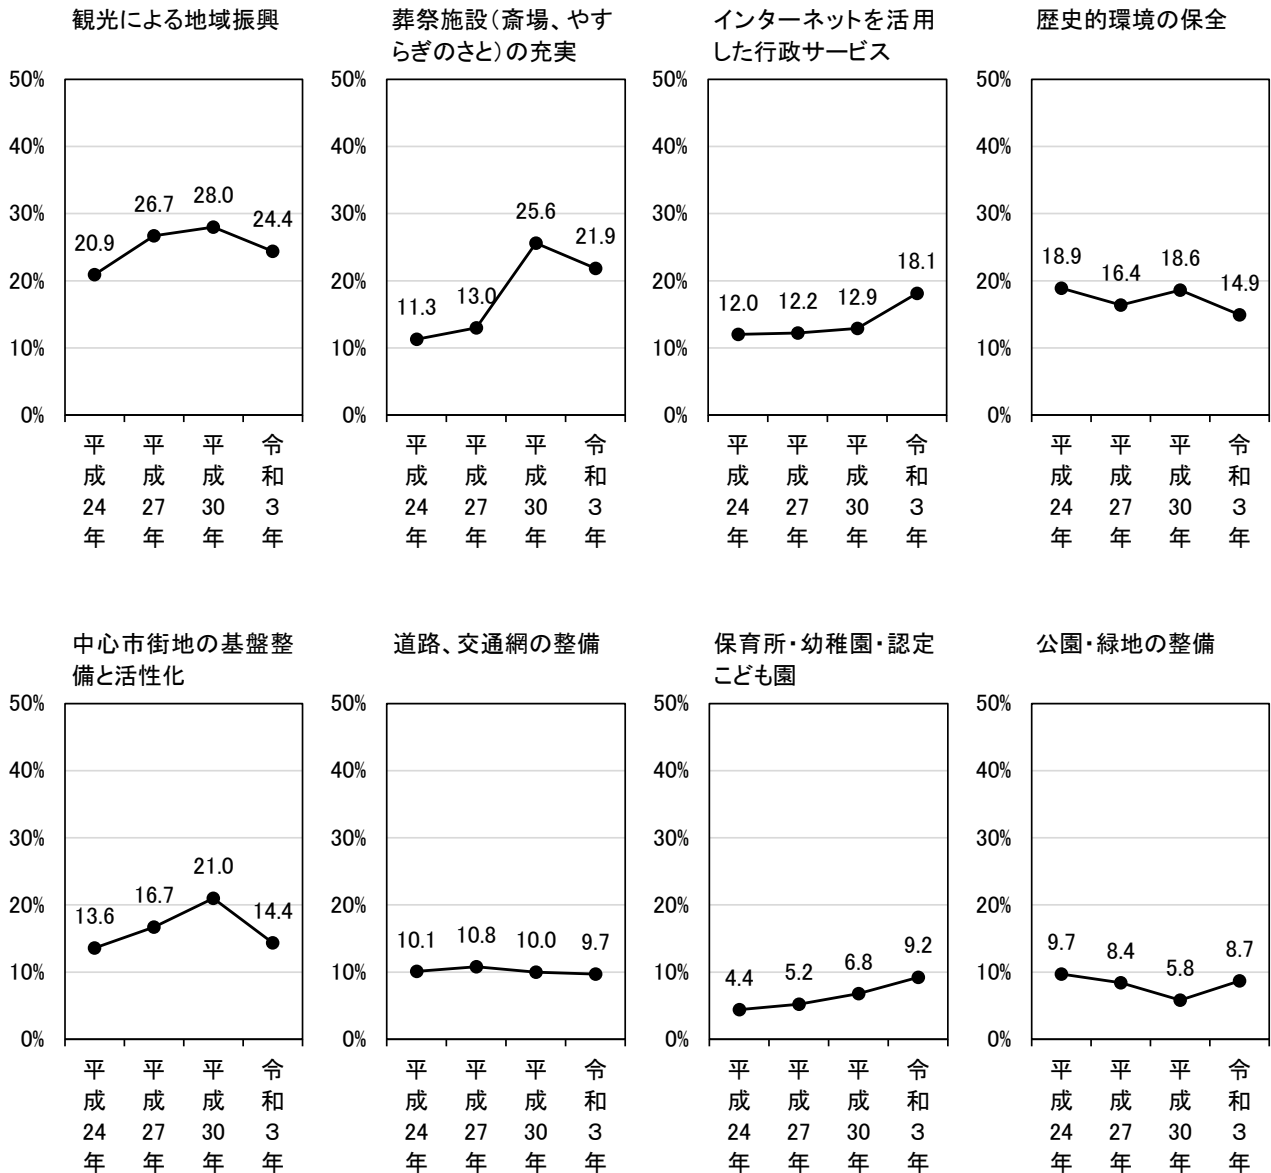 観光による地域振興
50%
40%
30%
20%
10%
0%
20.9
26.7
28.0
24.4
平成24年
平成27年
平成30年
令和3年
葬祭施設(斎場、やす
らぎのさと)の充実
50%
40%
30%
20%
10%
0%
11.3
13.0
25.6
21.9
平成24年
平成27年
平成30年
令和3年
インターネットを活用
した行政サービス
50%
40%
30%
20%
10%
0%
12.0
12.2
12.9
18.1
平成24年
平成27年
平成30年
令和3年
歴史的環境の保全
50%
40%
30%
20%
10%
0%
18.9
16.4
18.6
14.9
平成24年
平成27年
平成30年
令和3年
中心市街地の基盤整
備と活性化
50%
40%
30%
20%
10%
0%
13.6
16.7
21.0
14.4
平成24年
平成27年
平成30年
令和3年
道路、交通網の整備
50%
40%
30%
20%
10%
0%
10.1
10.8
10.0
9.7
平成24年
平成27年
平成30年
令和3年
保育所・幼稚園・認定
こども園
50%
40%
30%
20%
10%
0%
4.4
5.2
6.8
9.2
平成24年
平成27年
平成30年
令和3年
公園・緑地の整備
50%
40%
30%
20%
10%
0%
9.7
8.4
5.8
8.7
平成24年
平成27年
平成30年
令和3年